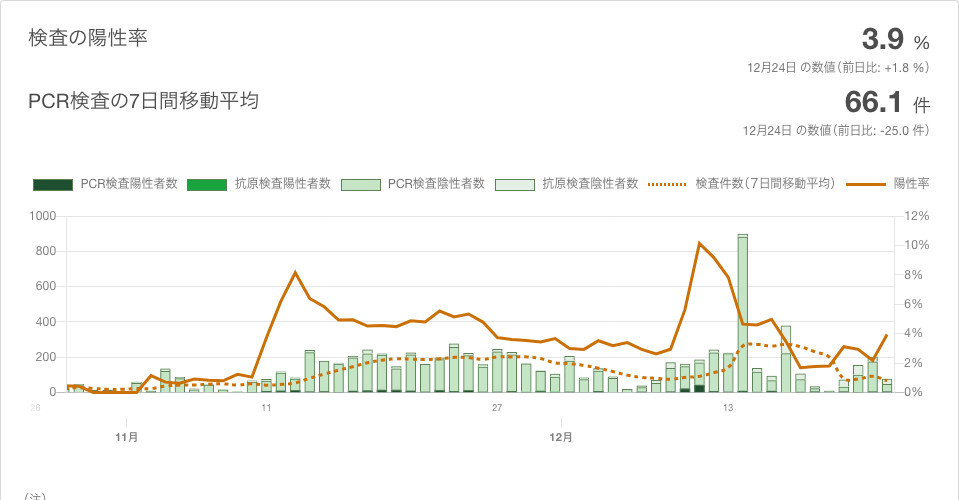 検査の陽性率
3.9 %
12月24日 の数値（前日比: +1.8 %）
PCR検査の7日間移動平均
66.1 件
12月24日 の数値（前日比: -25.0 件）
PCR検査陽性者数 抗原検査陽性者数 PCR検査陰性者数 抗原検査陰性者数 検査件数（7日間移動平均） 陽性率
1000 12%
10%
800
8%
600
6%
400
4%
200
2%
0 0%
26 11 27 13
11月 12月
（注）